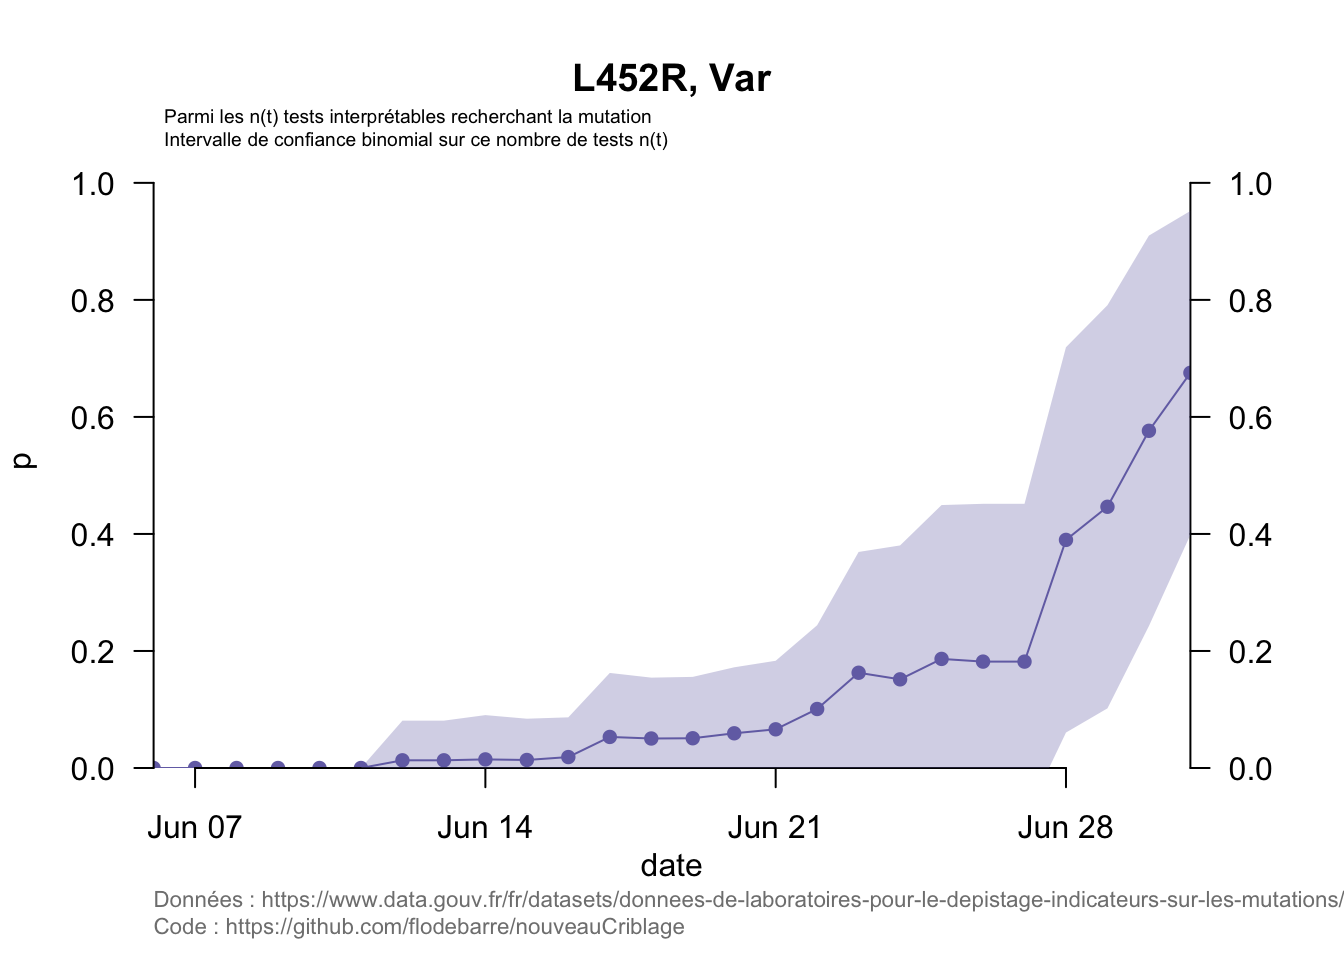 L452R, Var
Parmi les n(t) tests interprétables recherchant la mutation
Intervalle de confiance binomial sur ce nombre de tests n(t)
1.0
0.8
0.6
0.4
0.2
0.0
p
1.0
0.8
0.6
0.4
0.2
0.0
Jun 07 Jun 14 Jun 21 Jun 28
date
Données : https://www.data.gouv.fr/fr/datasets/donnees-de-laboratoires-pour-le-depistage-indicateurs-sur-les-mutations/
Code : https://github.com/flodebarre/nouveauCriblage